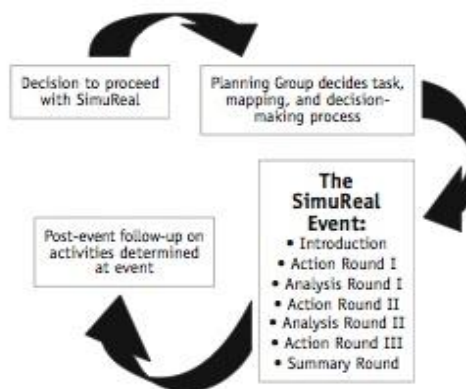 Decision to proceed
with SimuReal
Planning Group decides task,
mapping, and decision-
making process
The
SimuReal
Event:
• Introduction
• Action Round I
• Analysis Round I
• Action Round II
• Analysis Round II
• Action Round III
• Summary Round
Post-event follow-up on
activities determined
at event